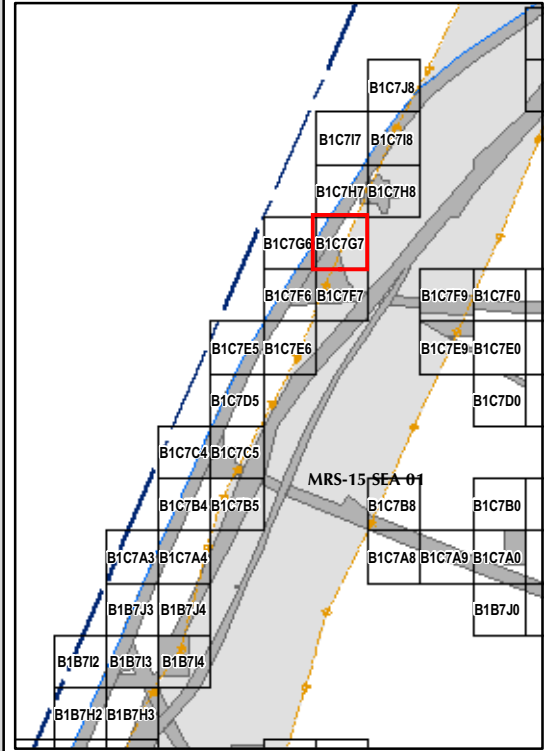 B1C7J8
B1C7I7 B1C7I8
B1C7H7 B1C7H8
B1C7G6 B1C7G7
B1C7F6 B1C7F7 B1C7F9 B1C7F0
B1C7E5 B1C7E6 B1C7E9 B1C7E0
B1C7D5 B1C7D0
B1C7C4 B1C7C5
MRS-15 SEA 01
B1C7B4 B1C7B5 B1C7B8 B1C7B0
B1C7A3 B1C7A4 B1C7A8 B1C7A9 B1C7A0
B1B7J3 B1B7J4 B1B7J0
B1B7I2 B1B7I3 B1B7I4
B1B7H2 B1B7H3